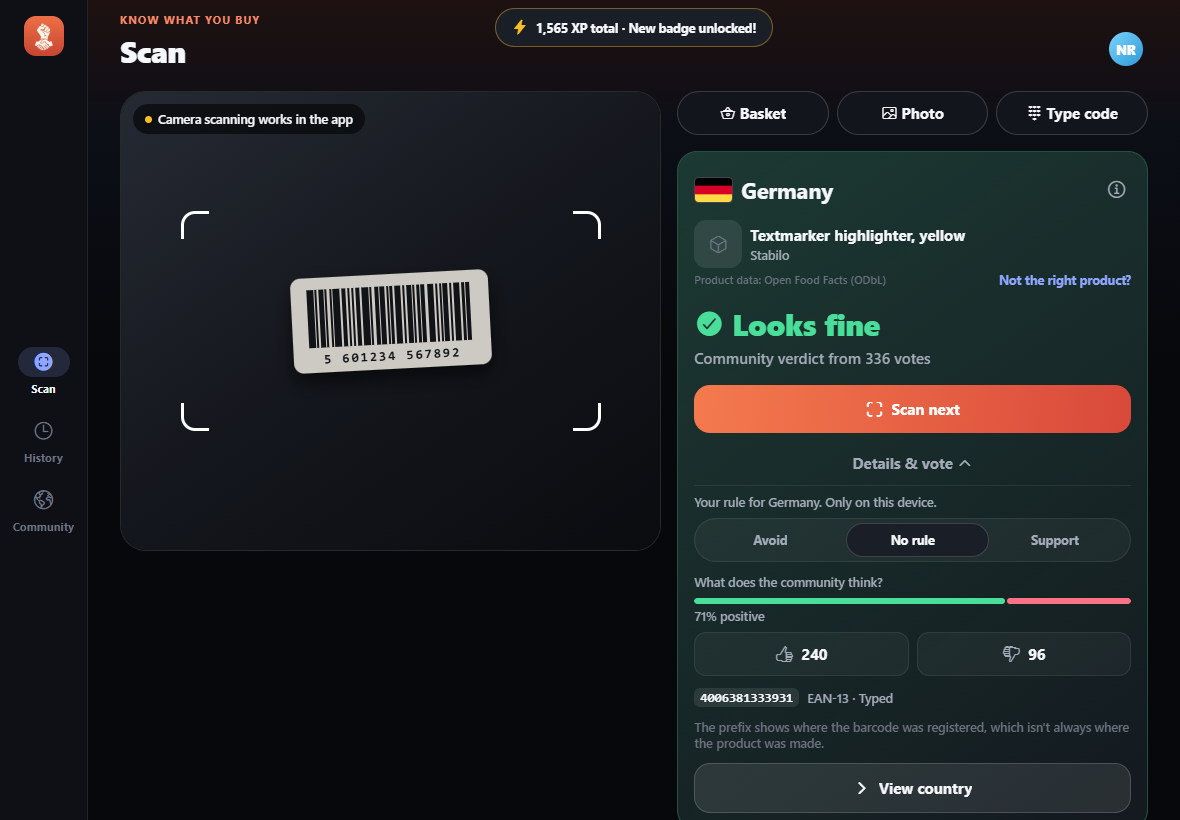 KNOW WHAT YOU BUY
Scan
1,565 XP total · New badge unlocked!
NR
Camera scanning works in the app
5 601234 567892
Scan
History
Community
Basket
Photo
Type code
Germany
Textmarker highlighter, yellow
Stabilo
Product data: Open Food Facts (ODbL)
Not the right product?
Looks fine
Community verdict from 336 votes
Scan next
Details & vote
Your rule for Germany. Only on this device.
Avoid
No rule
Support
What does the community think?
71% positive
240
96
4006381333931 EAN-13 · Typed
The prefix shows where the barcode was registered, which isn't always where
the product was made.
View country